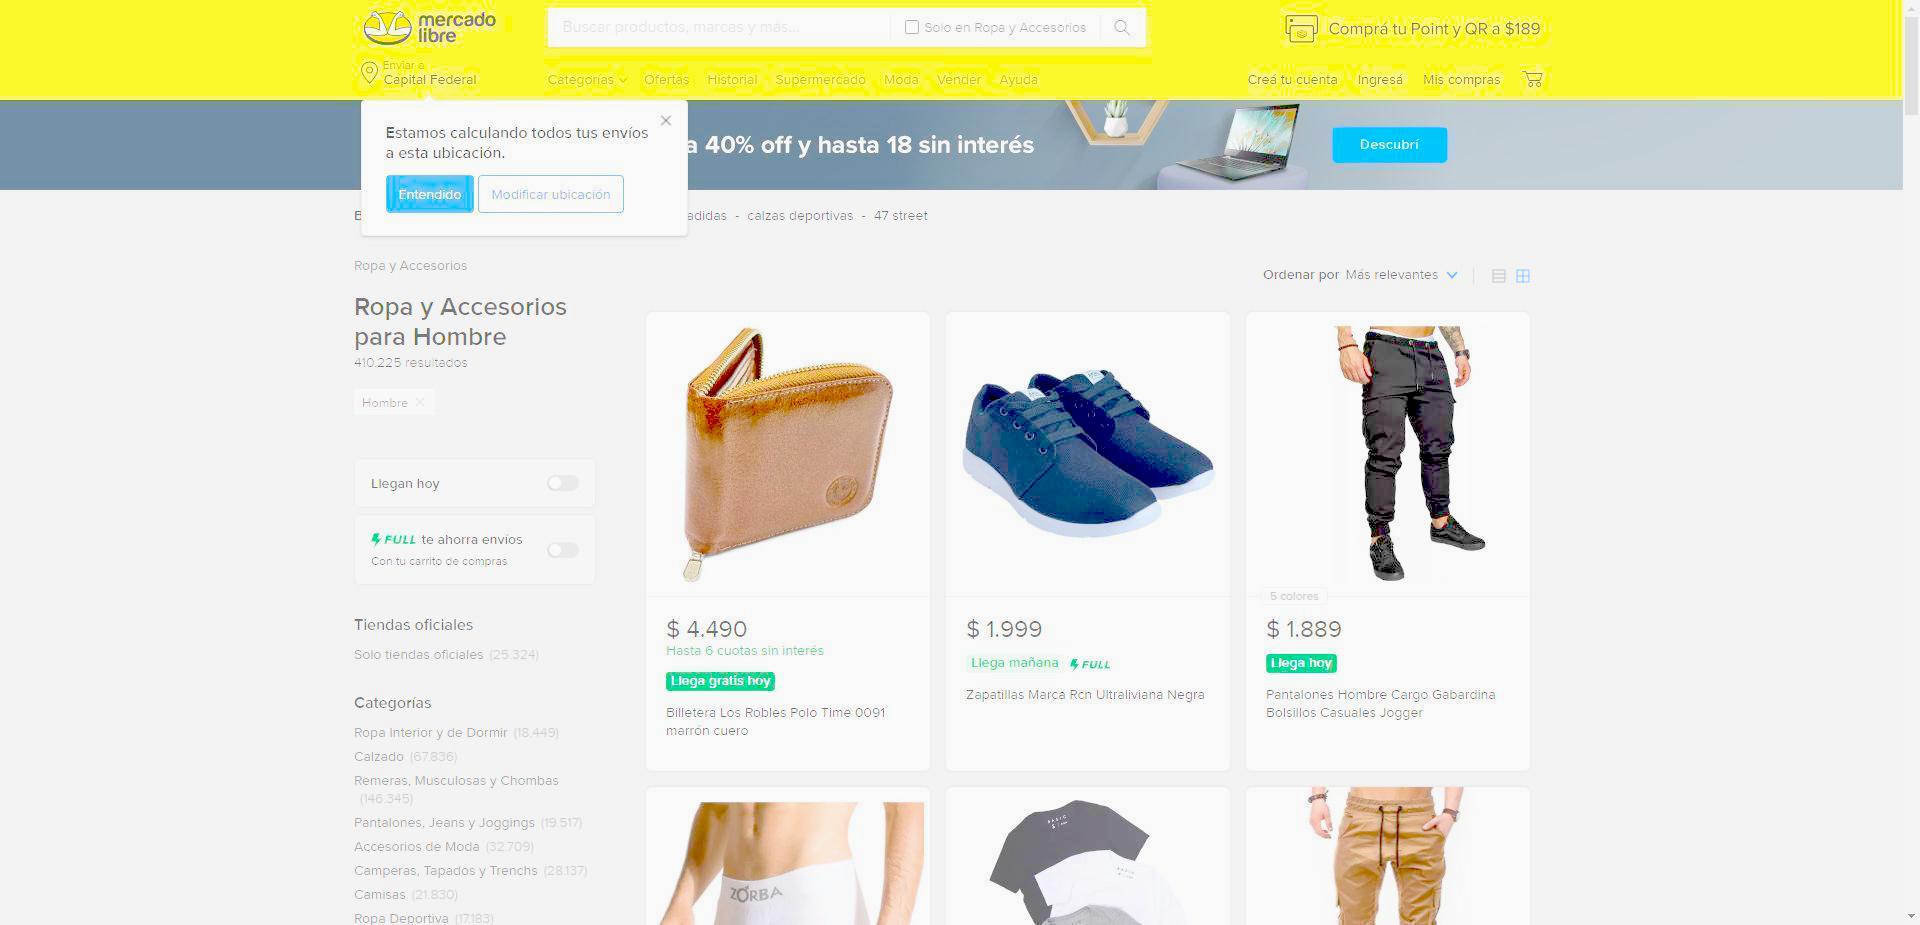 mercado
libre
Buscar productos, marcas y más...
Solo en Ropa y Accesorios
Comprá tu Point y QR a $189
Enviar a
Capital Federal
Categorías Ofertas Historial Supermercado Moda Vender Ayuda
Creá tu cuenta Ingresá Mis compras
Estamos calculando todos tus envíos
a esta ubicación.
Entendido Modificar ubicación
a 40% off y hasta 18 sin interés
Descubrí
adidas - calzas deportivas - 47 street
Ropa y Accesorios
Ordenar por Más relevantes
Ropa y Accesorios
para Hombre
410.225 resultados
Hombre
Llegan hoy
FULL te ahorra envíos
Con tu carrito de compras
Tiendas oficiales
Solo tiendas oficiales (25.324)
Categorías
Ropa Interior y de Dormir (18.449)
Calzado (67.836)
Remeras, Musculosas y Chombas
(146.345)
Pantalones, Jeans y Joggings (19.517)
Accesorios de Moda (32.709)
Camperas, Tapados y Trenchs (28.137)
Camisas (21.830)
Ropa Deportiva (17.183)
$ 4.490
Hasta 6 cuotas sin interés
Llega gratis hoy
Billetera Los Robles Polo Time 0091
marrón cuero
$ 1.999
Llega mañana FULL
Zapatillas Marca Rcn Ultraliviana Negra
5 colores
$ 1.889
Llega hoy
Pantalones Hombre Cargo Gabardina
Bolsillos Casuales Jogger
ZORBA
BASIC